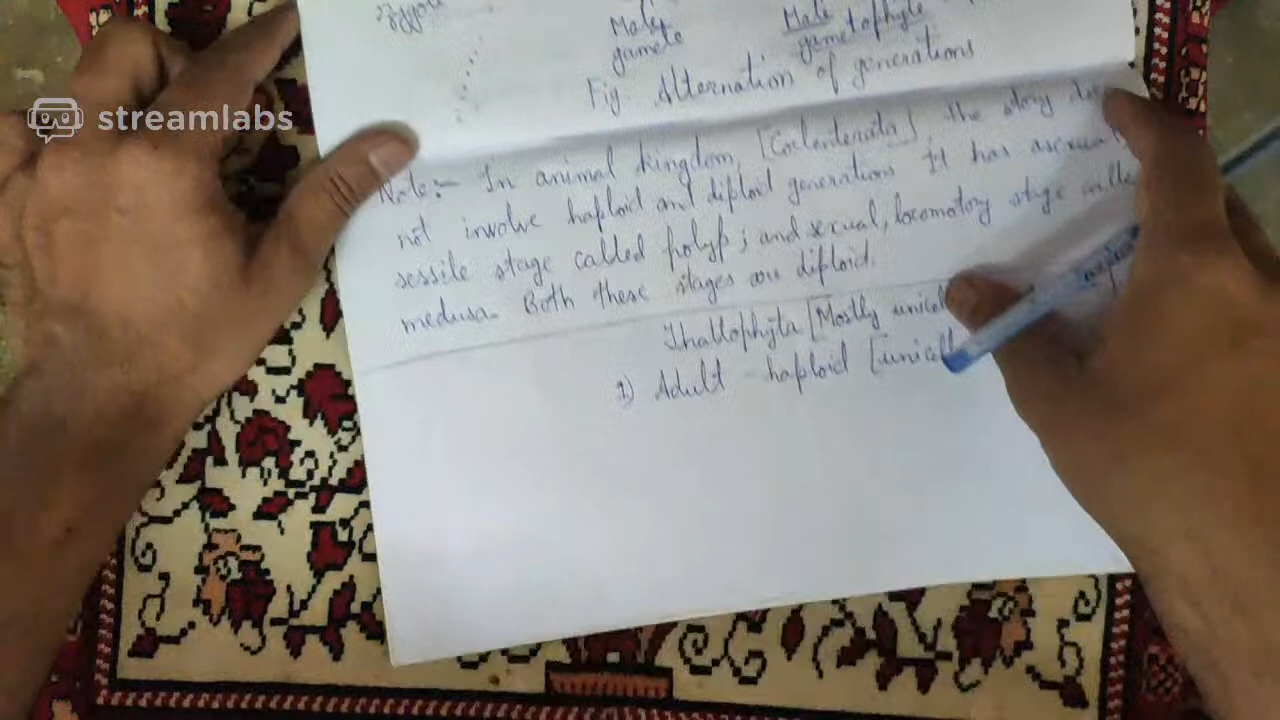 zygote
Male
gamete
Male
gametophyte
Fig Alternation of generations
Note:- In animal kingdom, [Coelenterata], the story does
not involve haploid and diploid generations It has asexual
sessile stage called polyp; and sexual, locomotory stage called
medusa. Both these stages are diploid.
Thallophyta [Mostly
1) Adult - haploid
streamlabs